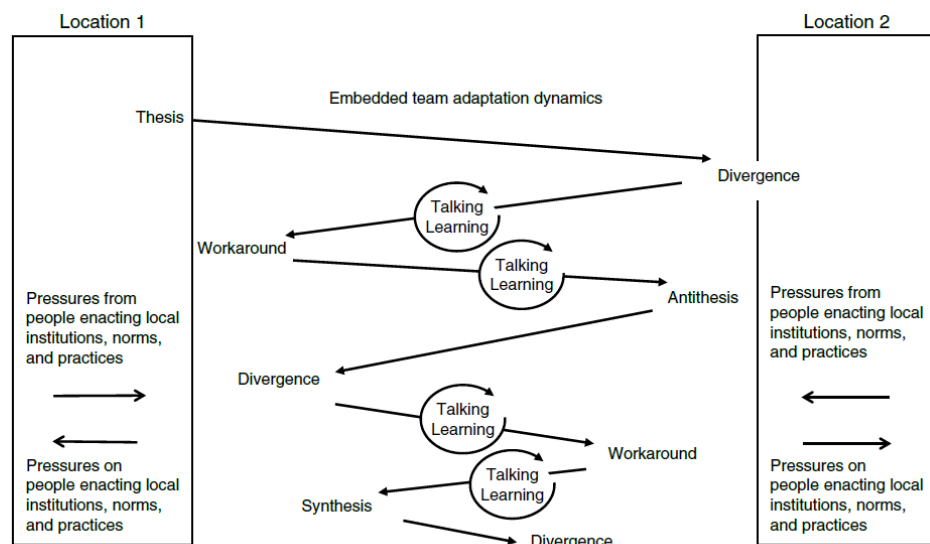 Location 1
Location 2
Embedded team adaptation dynamics
Thesis
Divergence
Talking
Learning
Workaround
Talking
Learning
Antithesis
Pressures from
people enacting local
institutions, norms,
and practices
Pressures from
people enacting local
institutions, norms,
and practices
Divergence
Talking
Learning
Workaround
Pressures on
people enacting local
institutions, norms,
and practices
Talking
Learning
Synthesis
Pressures on
people enacting local
institutions, norms,
and practices
Divergence